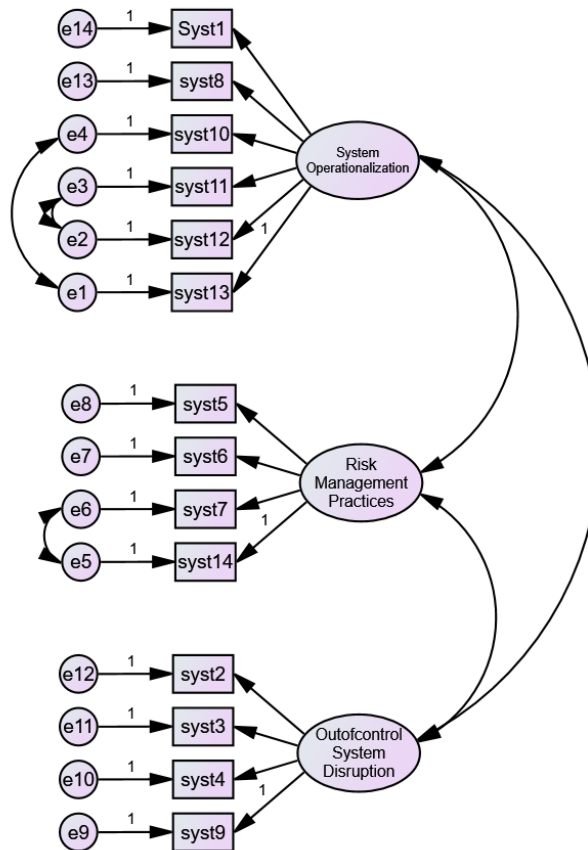 e14 1 Syst1
e13 1 syst8
e4 1 syst10
e3 1 syst11
e2 1 syst12
e1 1 syst13
1
System
Operationalization
e8 1 syst5
e7 1 syst6
e6 1 syst7
e5 1 syst14
1
Risk
Management
Practices
e12 1 syst2
e11 1 syst3
e10 1 syst4
e9 1 syst9
1
Outofcontrol
System
Disruption